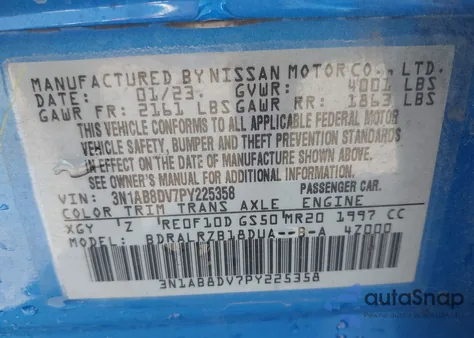 MANUFACTURED BY NISSAN MOTOR CO., LTD.
DATE: 01/23 GVWR: 4001 LBS
GAWR FR: 2161 LBS GAWR RR: 1863 LBS
THIS VEHICLE CONFORMS TO ALL APPLICABLE FEDERAL MOTOR
VEHICLE SAFETY, BUMPER AND THEFT PREVENTION STANDARDS
IN EFFECT ON THE DATE OF MANUFACTURE SHOWN ABOVE.
SEE OWNER'S MANUAL FOR ADDITIONAL INFORMATION.
VIN: 3N1AB8DV7PY225358 PASSENGER CAR.
COLOR TRIM TRANS AXLE ENGINE
XGY Z RE0F10D GS50 MR20 1997 CC
MODEL: BDRALRZB18DUA--B-A 4Z000
3N1AB8DV7PY225358
autoSnap
Powered by